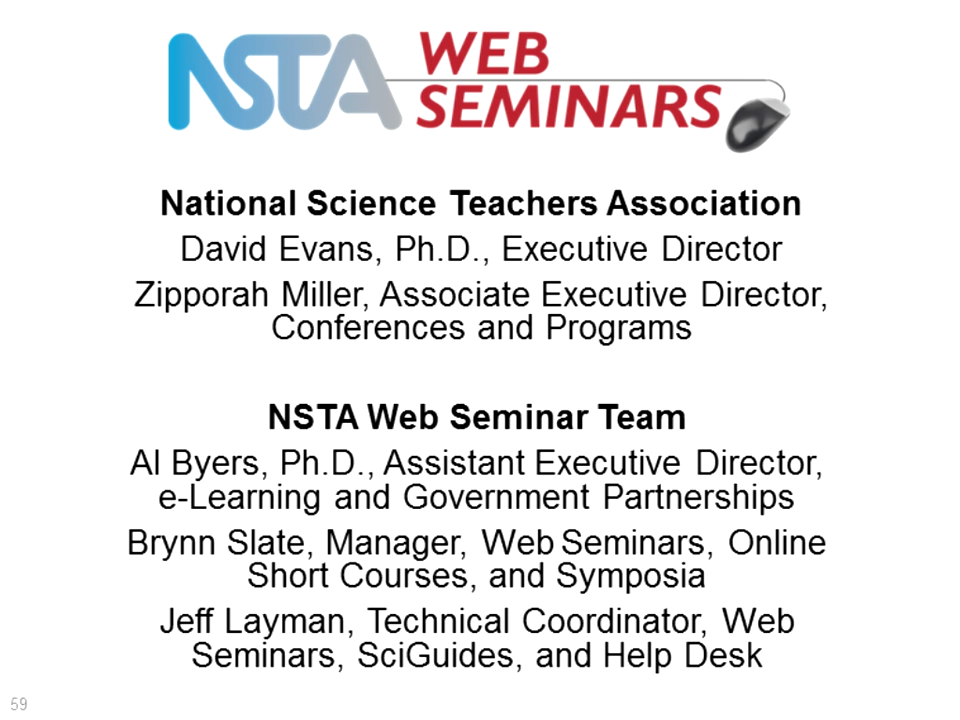 NSTA WEB
SEMINARS
National Science Teachers Association
David Evans, Ph.D., Executive Director
Zipporah Miller, Associate Executive Director,
Conferences and Programs
NSTA Web Seminar Team
Al Byers, Ph.D., Assistant Executive Director,
e-Learning and Government Partnerships
Brynn Slate, Manager, Web Seminars, Online
Short Courses, and Symposia
Jeff Layman, Technical Coordinator, Web
Seminars, SciGuides, and Help Desk
59